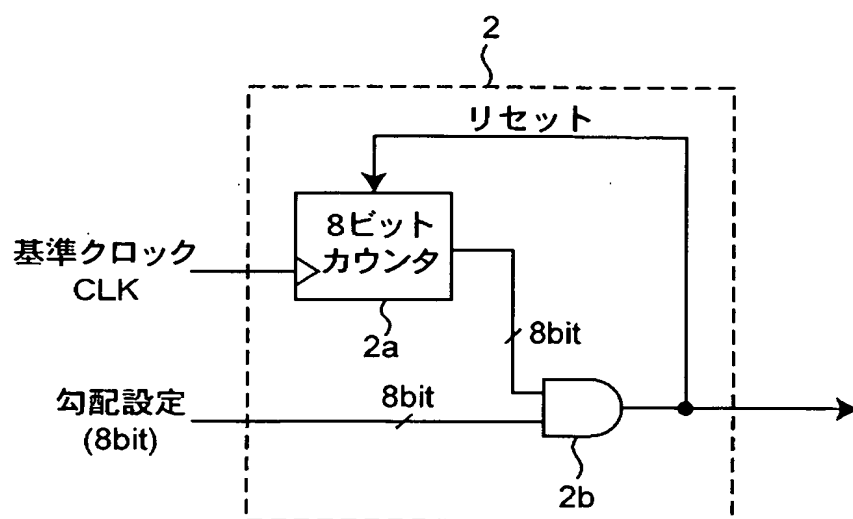 2
リセット
8ビット
カウンタ
基準クロック
CLK
2a
8bit
勾配設定
(8bit)
8bit
2b